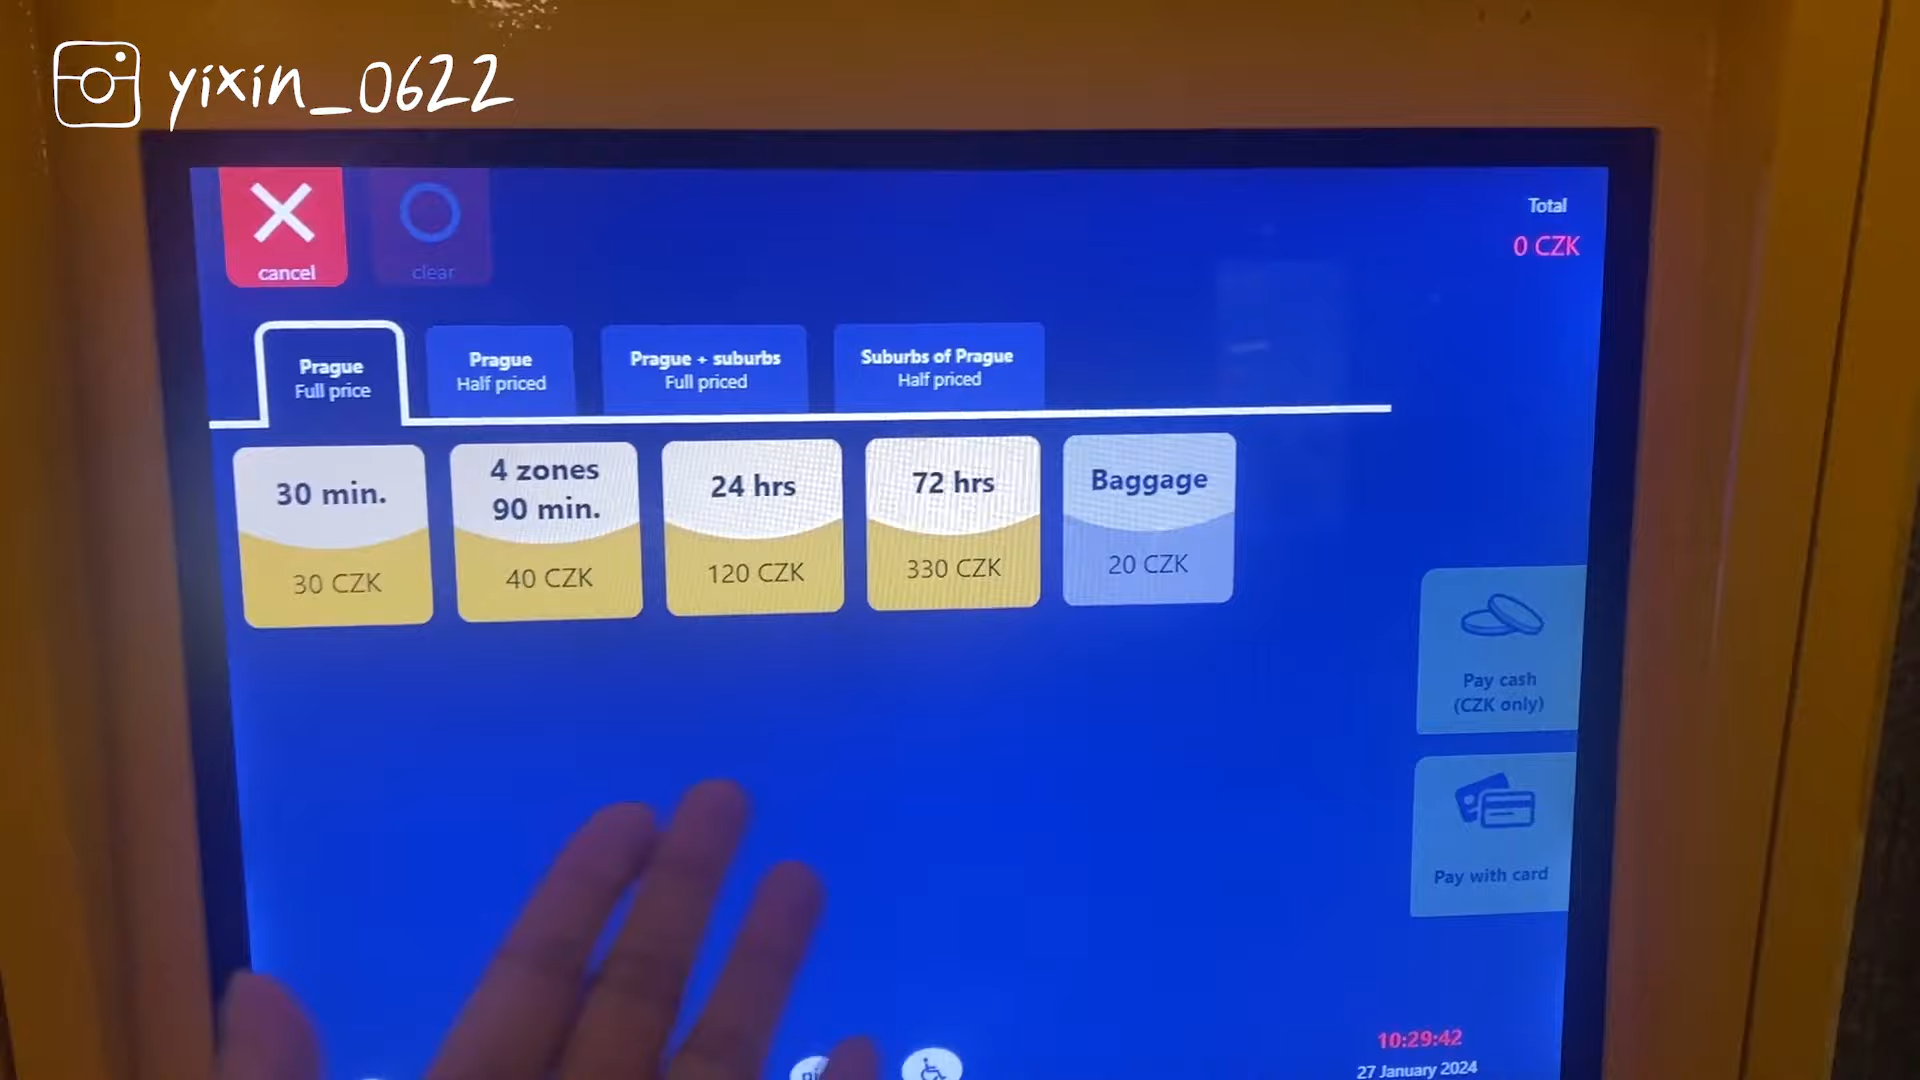 yixin_0622
cancel
clear
Total
0 CZK
Prague
Full price
Prague
Half priced
Prague + suburbs
Full priced
Suburbs of Prague
Half priced
30 min.
30 CZK
4 zones
90 min.
40 CZK
24 hrs
120 CZK
72 hrs
330 CZK
Baggage
20 CZK
Pay cash
(CZK only)
Pay with card
10:29:42
27 January 2024